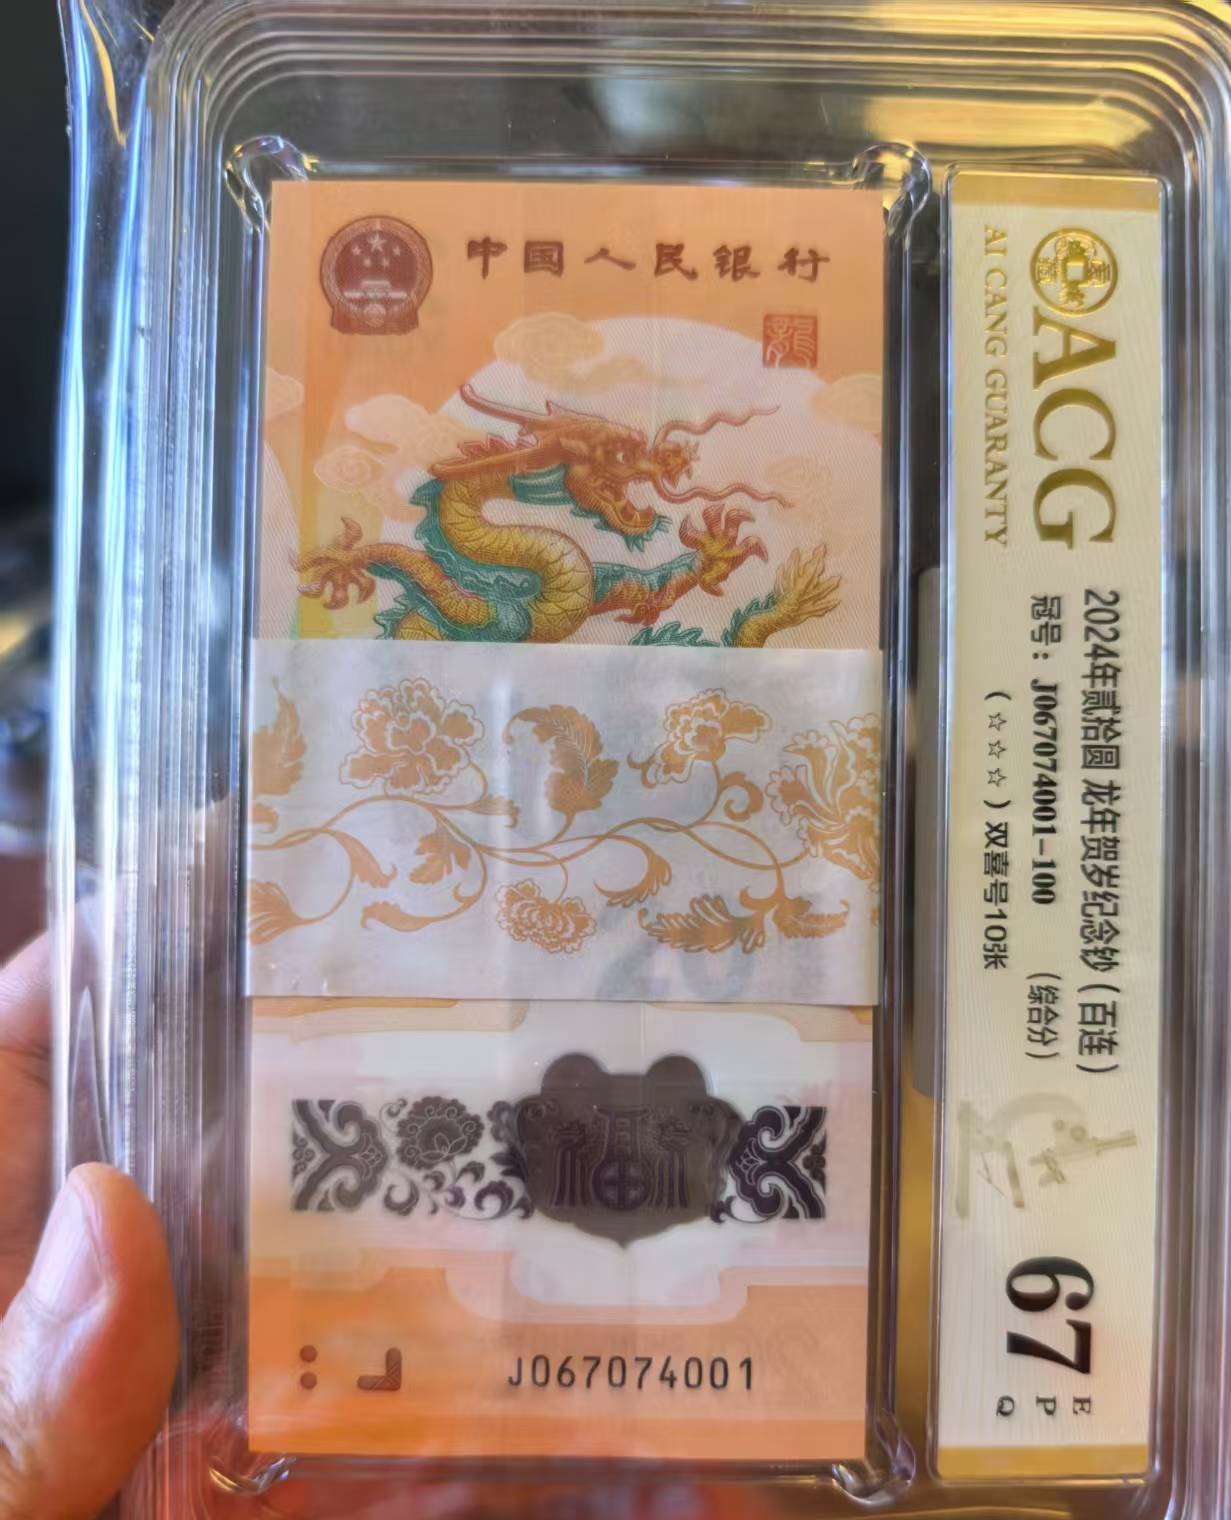 中国人民银行
龍
20
J067074001
ACG
AI CANG GUARANTY
2024年贰拾圆 龙年贺岁纪念钞（百连）
冠号：J067074001-100 （综合分）
（☆☆☆）双喜号10张
67
EPQ